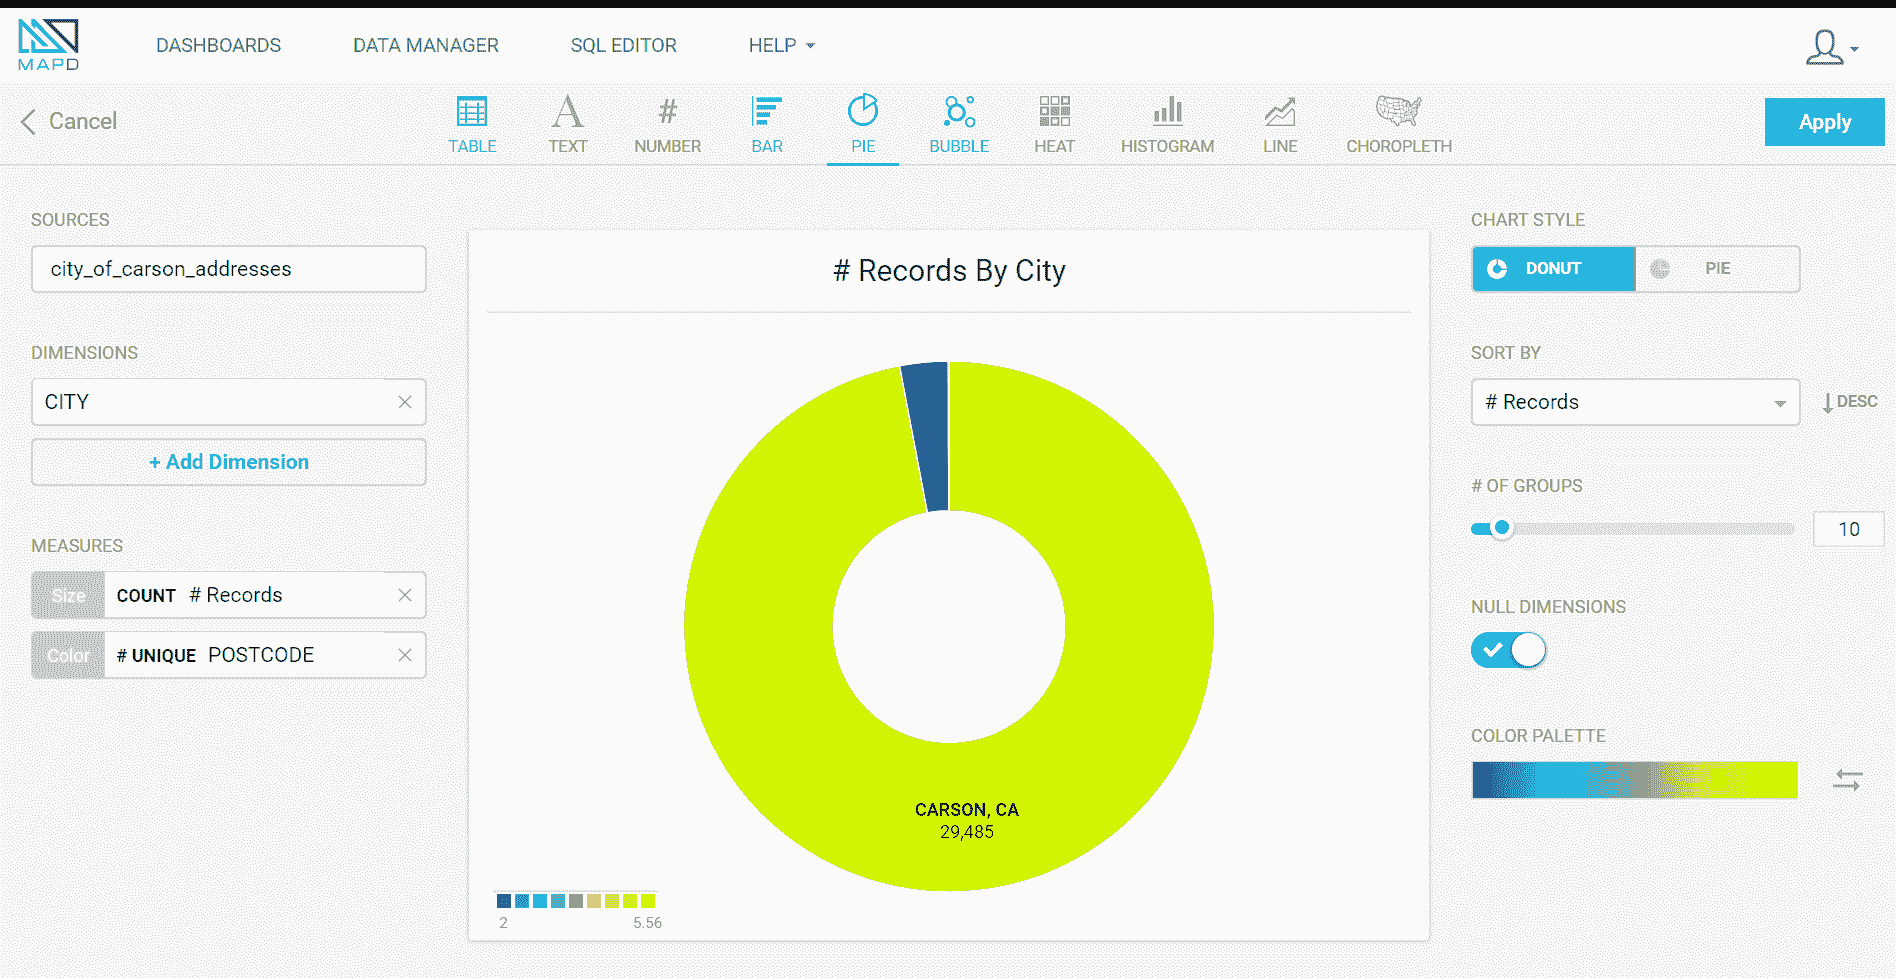 MAPD
DASHBOARDS
DATA MANAGER
SQL EDITOR
HELP
Cancel
TABLE
TEXT
NUMBER
BAR
PIE
BUBBLE
HEAT
HISTOGRAM
LINE
CHOROPLETH
Apply
SOURCES
city_of_carson_addresses
DIMENSIONS
CITY
+ Add Dimension
MEASURES
Size COUNT # Records
Color # UNIQUE POSTCODE
# Records By City
CARSON, CA
29,485
2
5.56
CHART STYLE
DONUT
PIE
SORT BY
# Records
DESC
# OF GROUPS
10
NULL DIMENSIONS
COLOR PALETTE